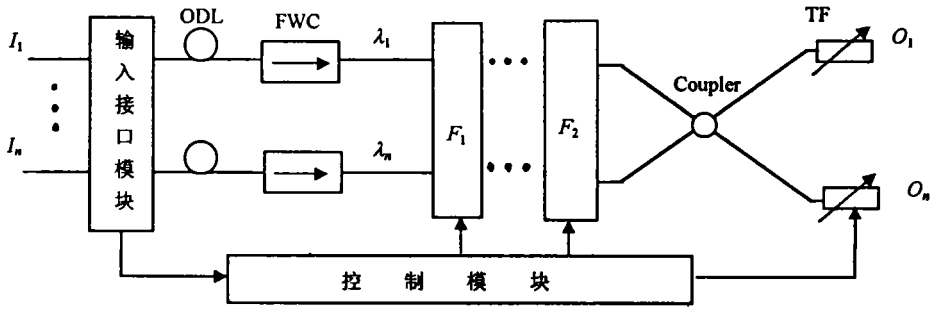 ODL
FWC
TF
I₁
输入接口模块
λ₁
O₁
Coupler
F₁
F₂
Iₙ
λₙ
Oₙ
控制模块